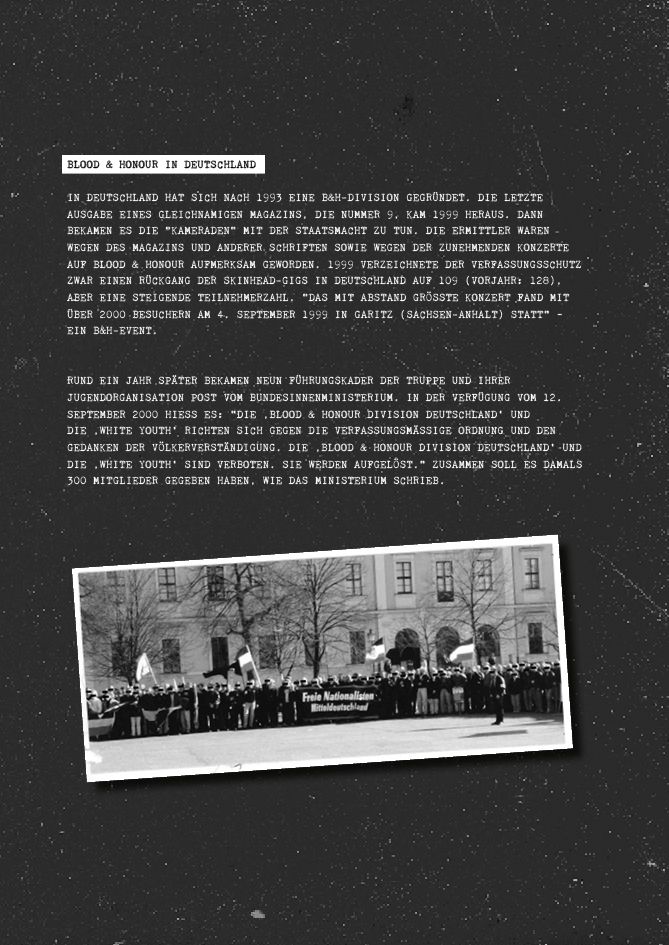 BLOOD & HONOUR IN DEUTSCHLAND
IN DEUTSCHLAND HAT SICH NACH 1993 EINE B&H-DIVISION GEGRÜNDET. DIE LETZTE
AUSGABE EINES GLEICHNAMIGEN MAGAZINS, DIE NUMMER 9, KAM 1999 HERAUS. DANN
BEKAMEN ES DIE "KAMERADEN" MIT DER STAATSMACHT ZU TUN. DIE ERMITTLER WAREN -
WEGEN DES MAGAZINS UND ANDERER SCHRIFTEN SOWIE WEGEN DER ZUNEHMENDEN KONZERTE
AUF BLOOD & HONOUR AUFMERKSAM GEWORDEN. 1999 VERZEICHNETE DER VERFASSUNGSSCHUTZ
ZWAR EINEN RÜCKGANG DER SKINHEAD-GIGS IN DEUTSCHLAND AUF 109 (VORJAHR: 128),
ABER EINE STEIGENDE TEILNEHMERZAHL. "DAS MIT ABSTAND GRÖSSTE KONZERT FAND MIT
ÜBER 2000 BESUCHERN AM 4. SEPTEMBER 1999 IN GARITZ (SACHSEN-ANHALT) STATT" -
EIN B&H-EVENT.
RUND EIN JAHR SPÄTER BEKAMEN NEUN FÜHRUNGSKADER DER TRUPPE UND IHRER
JUGENDORGANISATION POST VOM BUNDESINNENMINISTERIUM. IN DER VERFÜGUNG VOM 12.
SEPTEMBER 2000 HIESS ES: "DIE ‚BLOOD & HONOUR DIVISION DEUTSCHLAND' UND
DIE ‚WHITE YOUTH' RICHTEN SICH GEGEN DIE VERFASSUNGSMÄSSIGE ORDNUNG UND DEN
GEDANKEN DER VÖLKERVERSTÄNDIGUNG. DIE ‚BLOOD & HONOUR DIVISION DEUTSCHLAND' UND
DIE ‚WHITE YOUTH' SIND VERBOTEN. SIE WERDEN AUFGELÖST." ZUSAMMEN SOLL ES DAMALS
300 MITGLIEDER GEGEBEN HABEN, WIE DAS MINISTERIUM SCHRIEB.
Freie Nationalisten
Mitteldeutschland